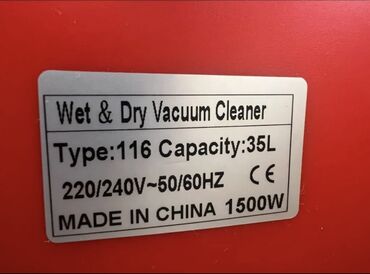 Wet & Dry Vacuum Cleaner
Type:116 Capacity:35L
220/240V~50/60HZ CE
MADE IN CHINA 1500W